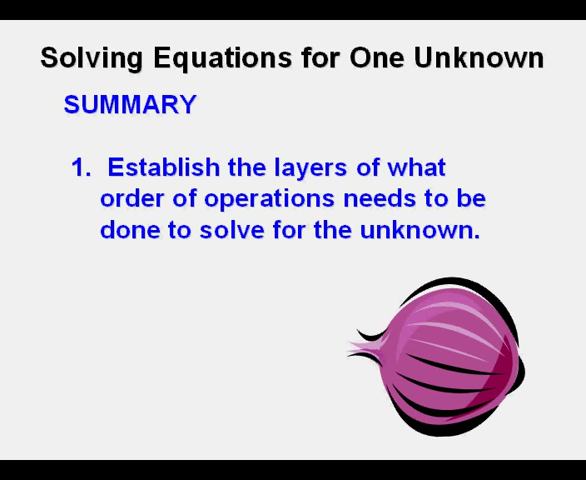 Solving Equations for One Unknown
SUMMARY
1. Establish the layers of what
order of operations needs to be
done to solve for the unknown.